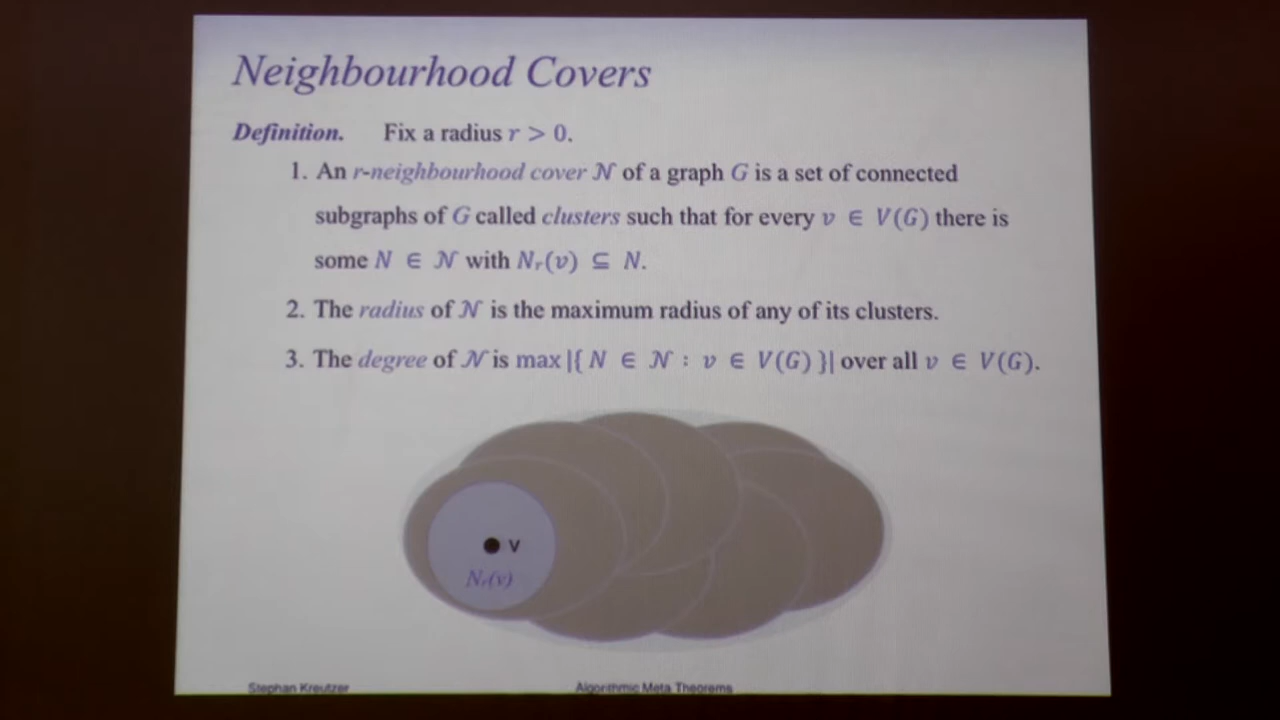 Neighbourhood Covers
Definition. Fix a radius r > 0.
1. An r-neighbourhood cover 𝒩 of a graph G is a set of connected
subgraphs of G called clusters such that for every v ∈ V(G) there is
some N ∈ 𝒩 with Nᵣ(v) ⊆ N.
2. The radius of 𝒩 is the maximum radius of any of its clusters.
3. The degree of 𝒩 is max |{ N ∈ 𝒩 : v ∈ V(G) }| over all v ∈ V(G).
v
Nᵣ(v)
Stephan Kreutzer Algorithmic Meta Theorems